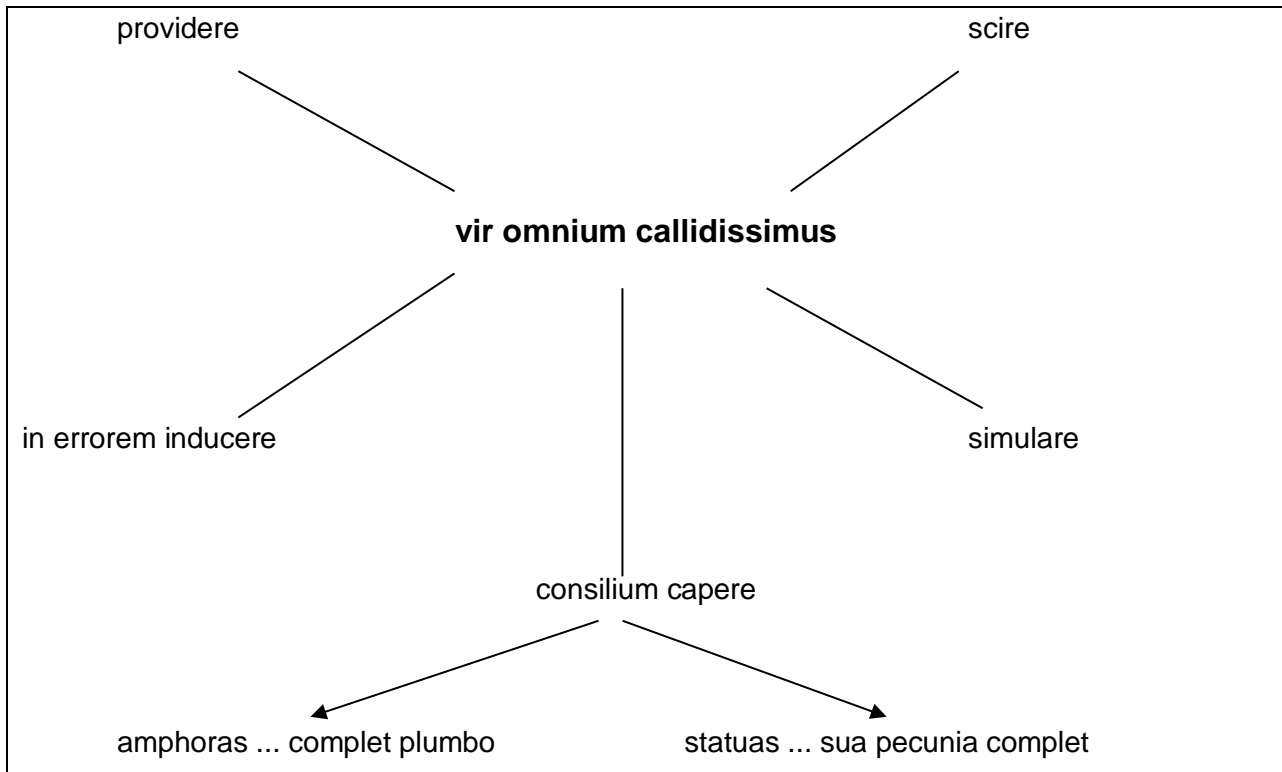 providere
scire
vir omnium callidissimus
in errorem inducere
simulare
consilium capere
amphoras ... complet plumbo
statuas ... sua pecunia complet